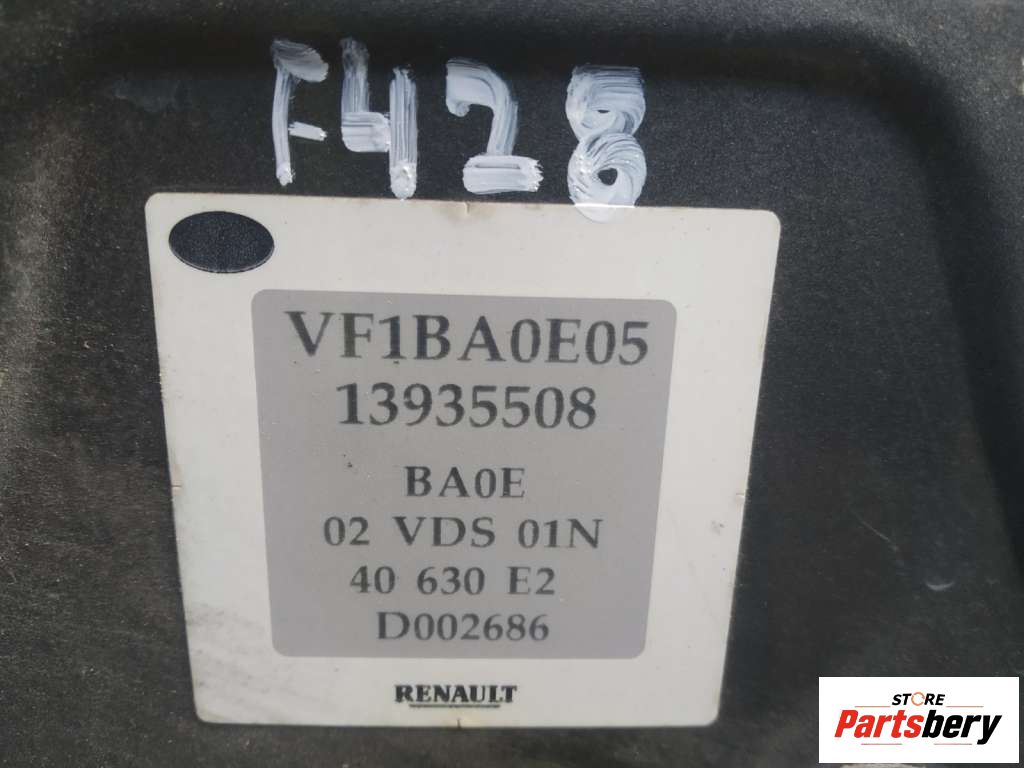 F428
VF1BA0E05
13935508
BA0E
02 VDS 01N
40 630 E2
D002686
RENAULT
STORE
Partsbery